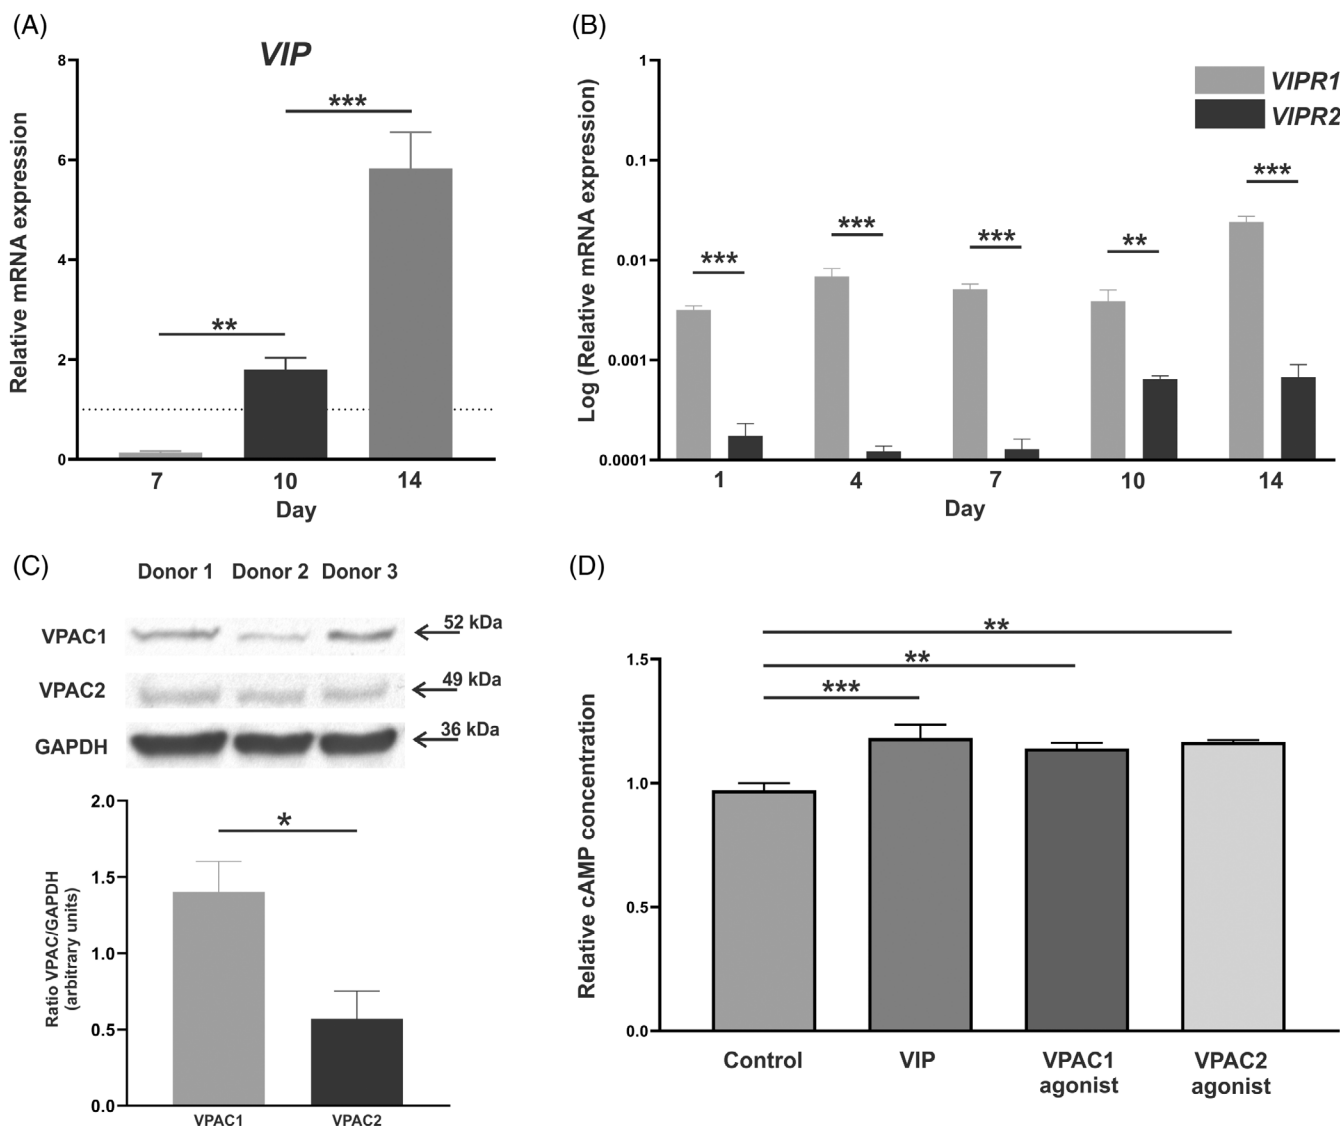 (A)
VIP
Relative mRNA expression
8
6
4
2
0
***
**
7 10 14
Day
(B)
Log (Relative mRNA expression)
1
0.1
0.01
0.001
0.0001
VIPR1
VIPR2
*** *** *** ** ***
1 4 7 10 14
Day
(C)
Donor 1 Donor 2 Donor 3
VPAC1 52 kDa
VPAC2 49 kDa
GAPDH 36 kDa
Ratio VPAC/GAPDH
(arbitrary units)
2.0
1.5
1.0
0.5
0.0
*
VPAC1 VPAC2
(D)
Relative cAMP concentration
1.5
1.0
0.5
0.0
**
**
***
Control VIP VPAC1 VPAC2
agonist agonist